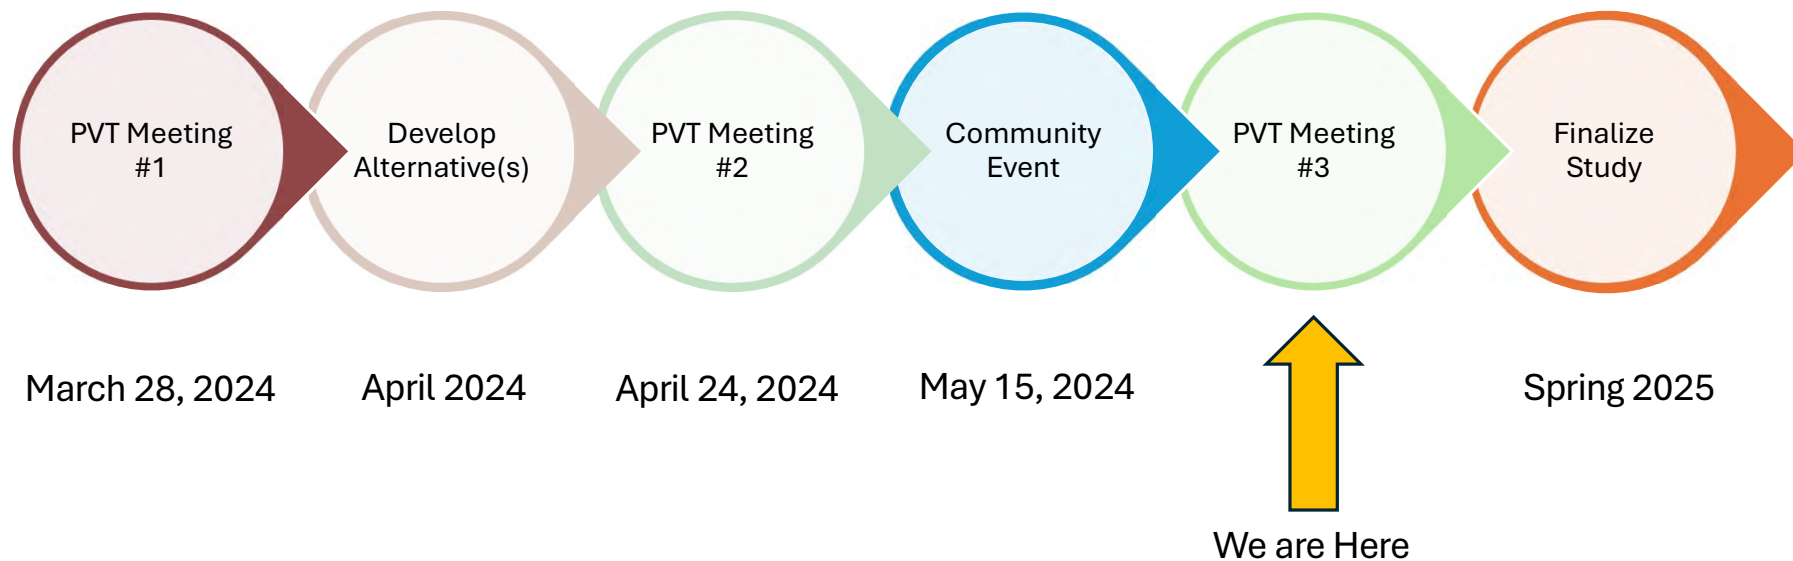 PVT Meeting
#1
Develop
Alternative(s)
PVT Meeting
#2
Community
Event
PVT Meeting
#3
Finalize
Study
March 28, 2024
April 2024
April 24, 2024
May 15, 2024
Spring 2025
We are Here